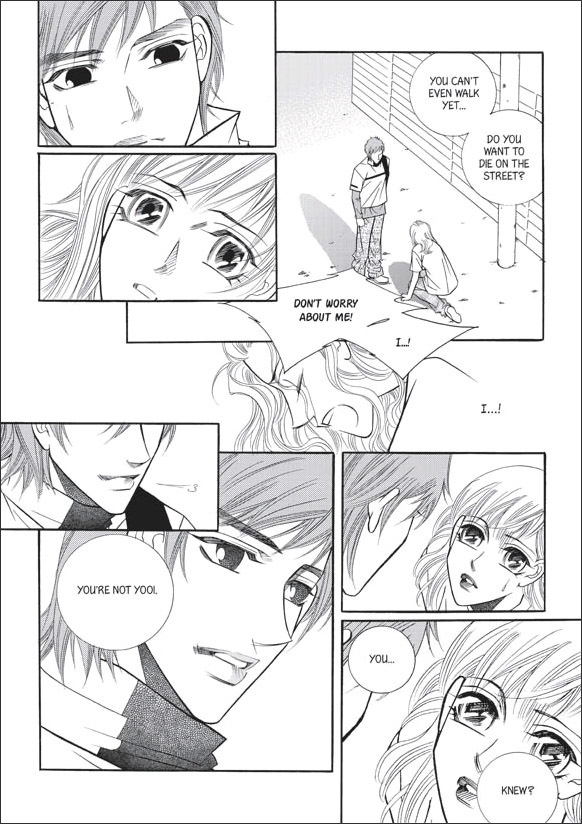 YOU CAN'T
EVEN WALK
YET...
DO YOU
WANT TO
DIE ON THE
STREET?
DON'T WORRY
ABOUT ME!
I...!
I...!
YOU'RE NOT YOOI.
YOU...
KNEW?